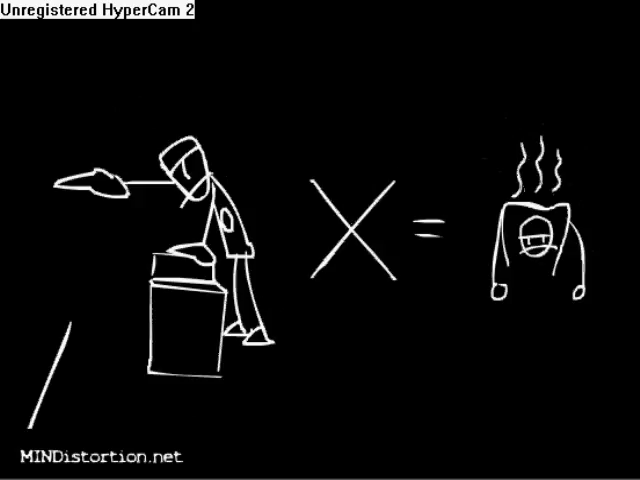 Unregistered HyperCam 2
X =
MINDistortion.net